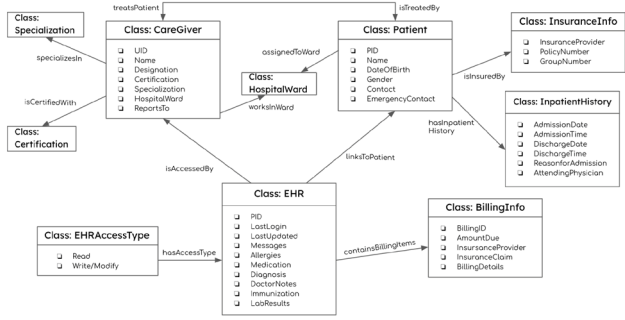 treatsPatient
isTreatedBy
Class:
Specialization
specializesIn
isCertifiedWith
Class:
Certification
Class: CareGiver
UID
Name
Designation
Certification
Specialization
HospitalWard
ReportsTo
assignedToWard
Class:
HospitalWard
worksInWard
Class: Patient
PID
Name
DateOfBirth
Gender
Contact
EmergencyContact
isInsuredBy
Class: InsuranceInfo
InsuranceProvider
PolicyNumber
GroupNumber
hasInpatient
History
Class: InpatientHistory
AdmissionDate
AdmissionTime
DischargeDate
DischargeTime
ReasonforAdmission
AttendingPhysician
isAccessedBy
linksToPatient
Class: EHR
PID
LastLogin
LastUpdated
Messages
Allergies
Medication
Diagnosis
DoctorNotes
Immunization
LabResults
Class: EHRAccessType
Read
Write/Modify
hasAccessType
containsBillingItems
Class: BillingInfo
BillingID
AmountDue
InsursanceProvider
InsuranceClaim
BillingDetails